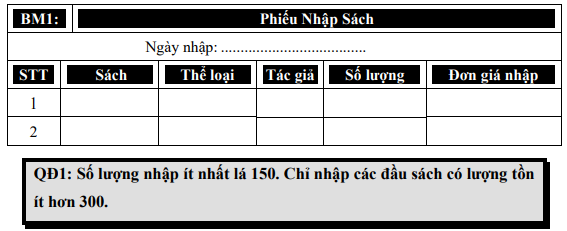 BM1: Phiếu Nhập Sách
Ngày nhập: .....................................
STT Sách Thể loại Tác giả Số lượng Đơn giá nhập
1
2
QĐ1: Số lượng nhập ít nhất lá 150. Chỉ nhập các đầu sách có lượng tồn
ít hơn 300.